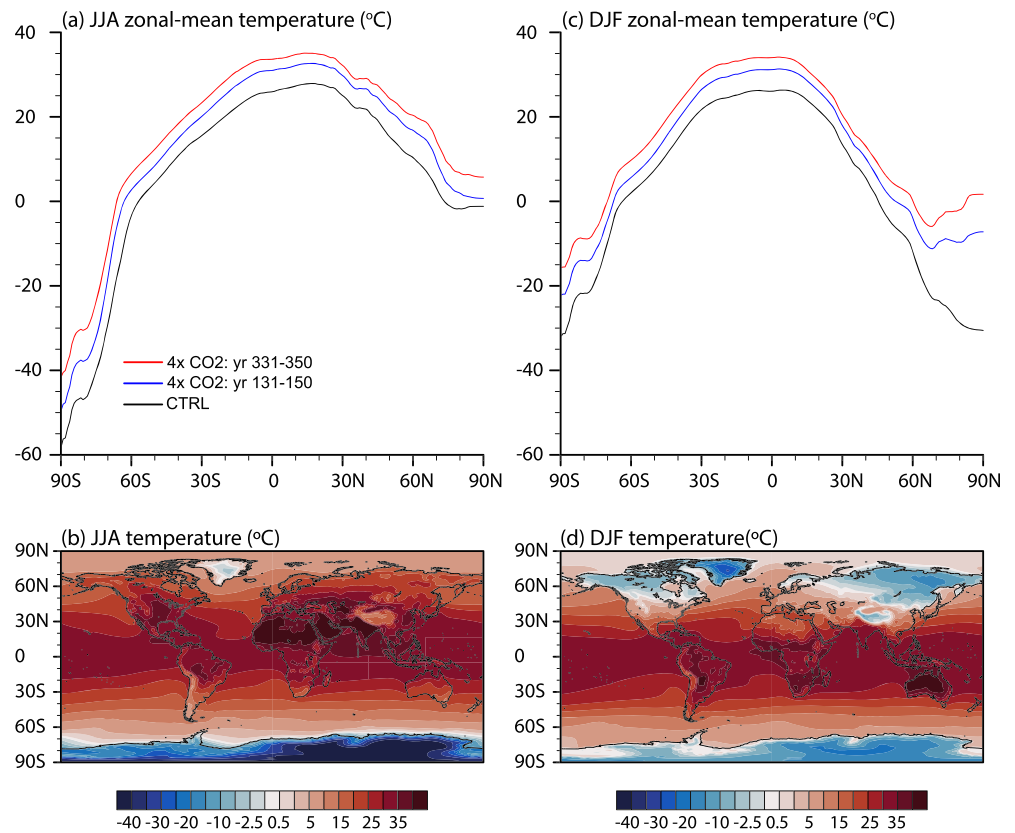 (a) JJA zonal-mean temperature (ºC)
40
20
0
-20
-40
-60
90S 60S 30S 0 30N 60N 90N
4x CO2: yr 331-350
4x CO2: yr 131-150
CTRL
(c) DJF zonal-mean temperature (ºC)
40
20
0
-20
-40
-60
90S 60S 30S 0 30N 60N 90N
(b) JJA temperature (ºC)
90N
60N
30N
0
30S
60S
90S
-40 -30 -20 -10 -2.5 0.5 5 15 25 35
(d) DJF temperature(ºC)
90N
60N
30N
0
30S
60S
90S
-40 -30 -20 -10 -2.5 0.5 5 15 25 35